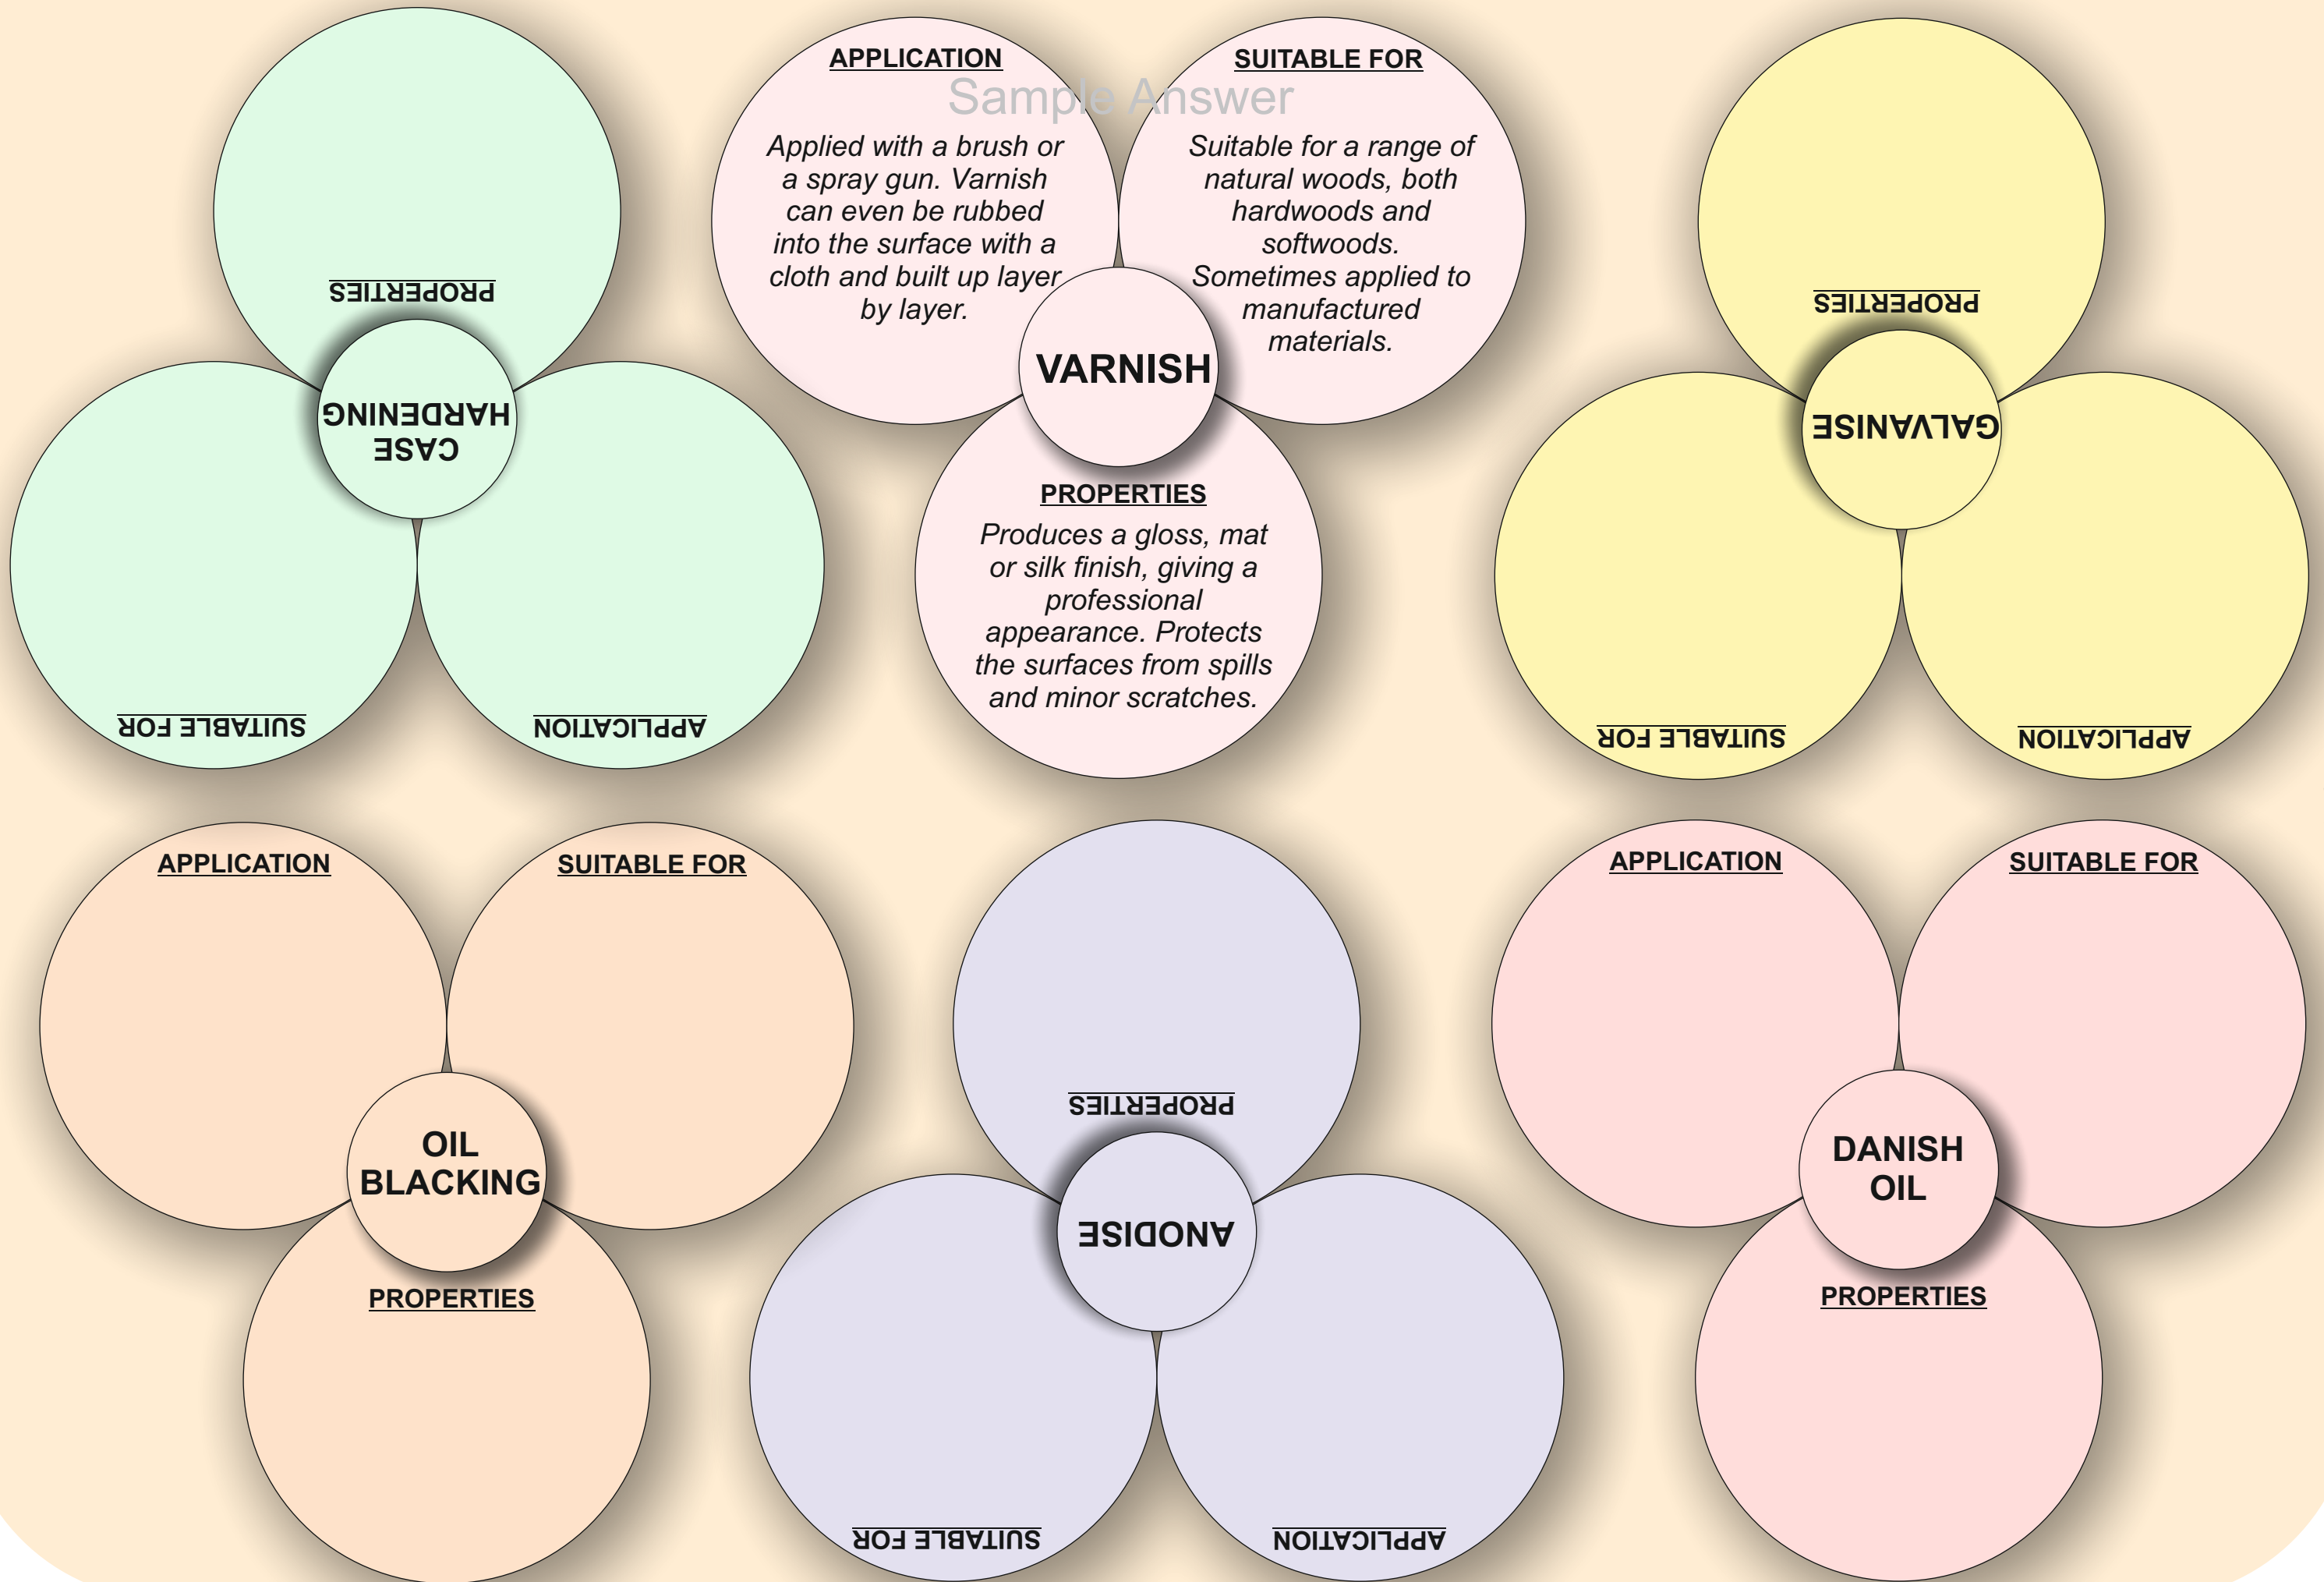 PROPERTIES
CASE
HARDENING
SUITABLE FOR
APPLICATION
Sample Answer
APPLICATION
Applied with a brush or
a spray gun. Varnish
can even be rubbed
into the surface with a
cloth and built up layer
by layer.
SUITABLE FOR
Suitable for a range of
natural woods, both
hardwoods and
softwoods.
Sometimes applied to
manufactured
materials.
VARNISH
PROPERTIES
Produces a gloss, mat
or silk finish, giving a
professional
appearance. Protects
the surfaces from spills
and minor scratches.
PROPERTIES
GALVANISE
SUITABLE FOR
APPLICATION
APPLICATION
SUITABLE FOR
OIL
BLACKING
PROPERTIES
PROPERTIES
ANODISE
SUITABLE FOR
APPLICATION
APPLICATION
SUITABLE FOR
DANISH
OIL
PROPERTIES